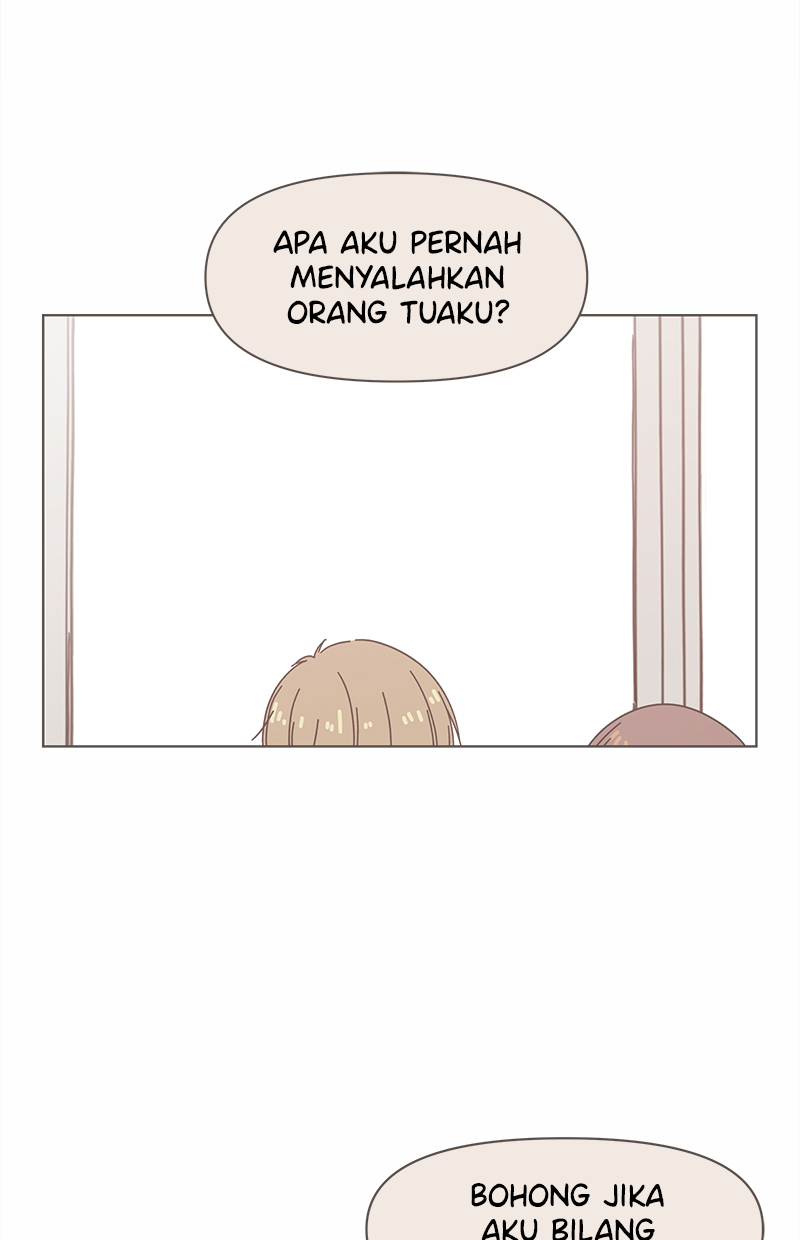 APA AKU PERNAH
MENYALAHKAN
ORANG TUAKU?
BOHONG JIKA
AKU BILANG